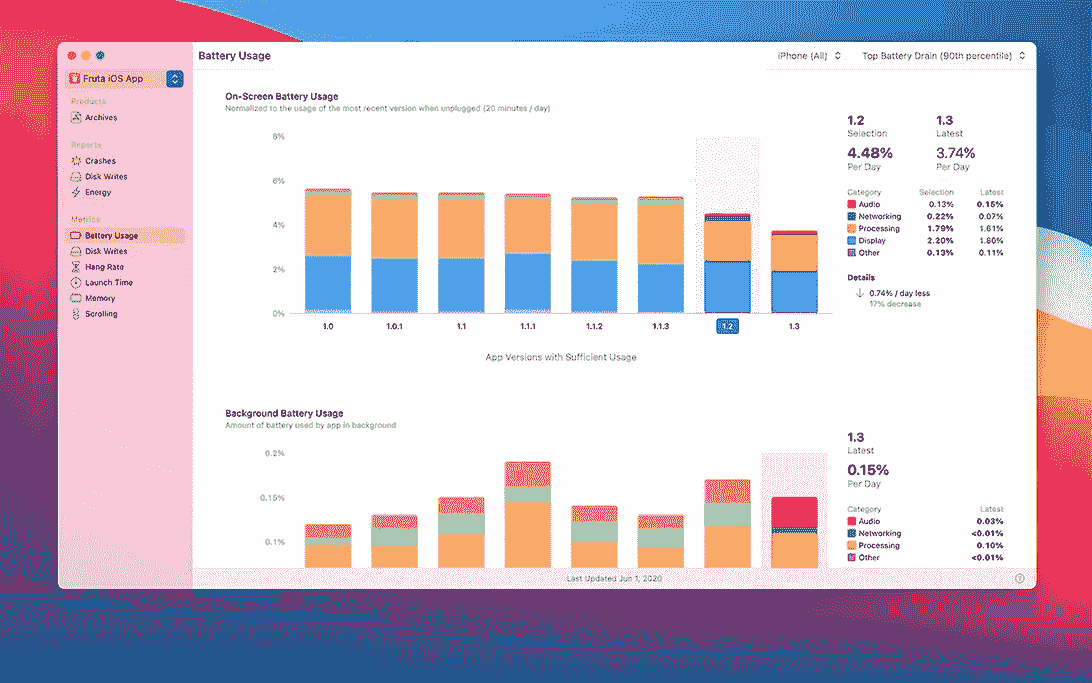 Battery Usage
iPhone (All)
Top Battery Drain (90th percentile)
Fruta iOS App
Products
Archives
Reports
Crashes
Disk Writes
Energy
Metrics
Battery Usage
Disk Writes
Hang Rate
Launch Time
Memory
Scrolling
On-Screen Battery Usage
Normalized to the usage of the most recent version when unplugged (20 minutes / day)
8%
6%
4%
2%
0%
1.0
1.0.1
1.1
1.1.1
1.1.2
1.1.3
1.2
1.3
App Versions with Sufficient Usage
1.2 1.3
Selection Latest
4.48% 3.74%
Per Day Per Day
Category Selection Latest
Audio 0.13% 0.15%
Networking 0.22% 0.07%
Processing 1.79% 1.61%
Display 2.20% 1.80%
Other 0.13% 0.11%
Details
0.74% / day less
17% decrease
Background Battery Usage
Amount of battery used by app in background
0.2%
0.15%
0.1%
1.3
Latest
0.15%
Per Day
Category Latest
Audio 0.03%
Networking <0.01%
Processing 0.10%
Other <0.01%
Last Updated Jun 1, 2020
?